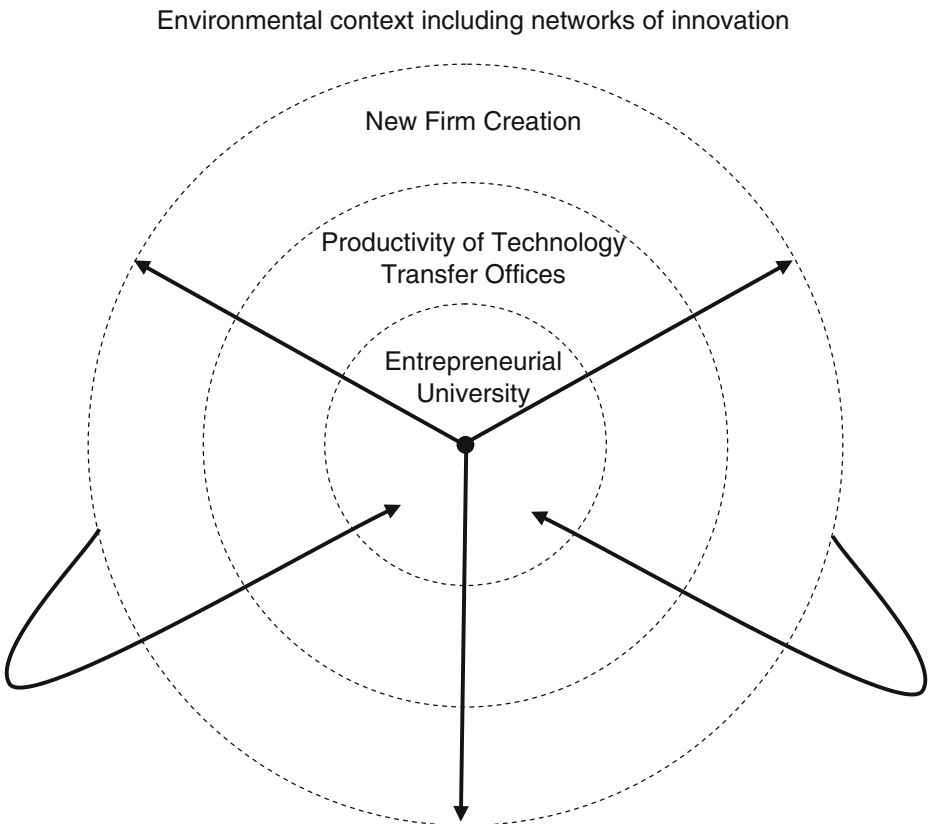 Environmental context including networks of innovation
New Firm Creation
Productivity of Technology
Transfer Offices
Entrepreneurial
University